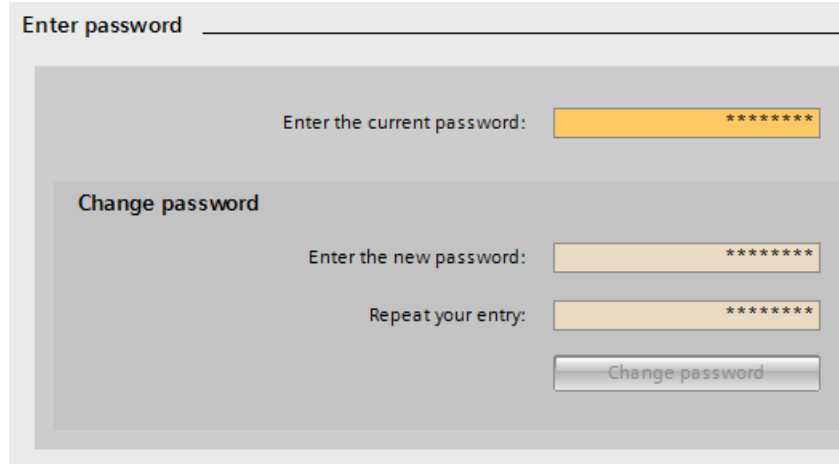 Enter password
Enter the current password: ********
Change password
Enter the new password: ********
Repeat your entry: ********
Change password